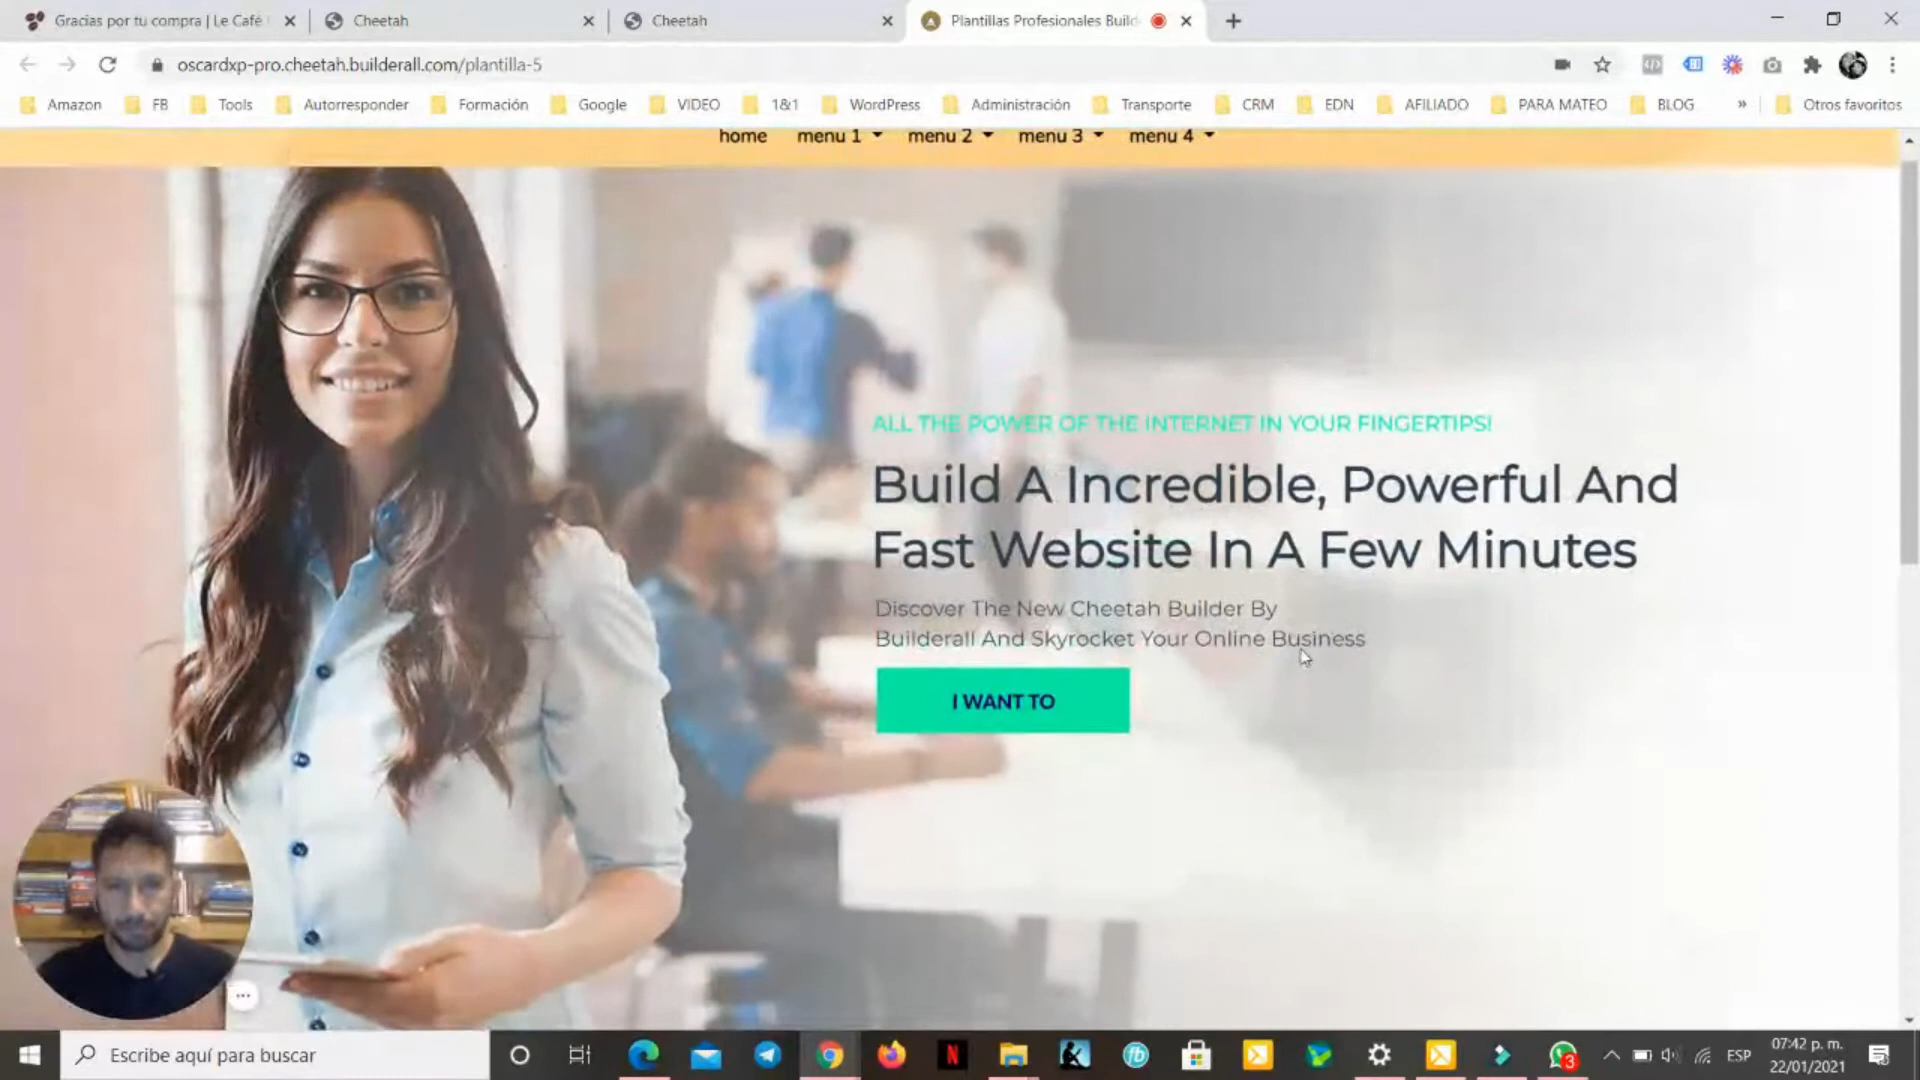 Gracias por tu compra | Le Café
Cheetah
Cheetah
Plantillas Profesionales Build
oscardxp-pro.cheetah.builderall.com/plantilla-5
Amazon
FB
Tools
Autorresponder
Formación
Google
VIDEO
1&1
WordPress
Administración
Transporte
CRM
EDN
AFILIADO
PARA MATEO
BLOG
»
Otros favoritos
home
menu 1
menu 2
menu 3
menu 4
ALL THE POWER OF THE INTERNET IN YOUR FINGERTIPS!
Build A Incredible, Powerful And
Fast Website In A Few Minutes
Discover The New Cheetah Builder By
Builderall And Skyrocket Your Online Business
I WANT TO
Escribe aquí para buscar
N
fb
3
ESP
07:42 p. m.
22/01/2021